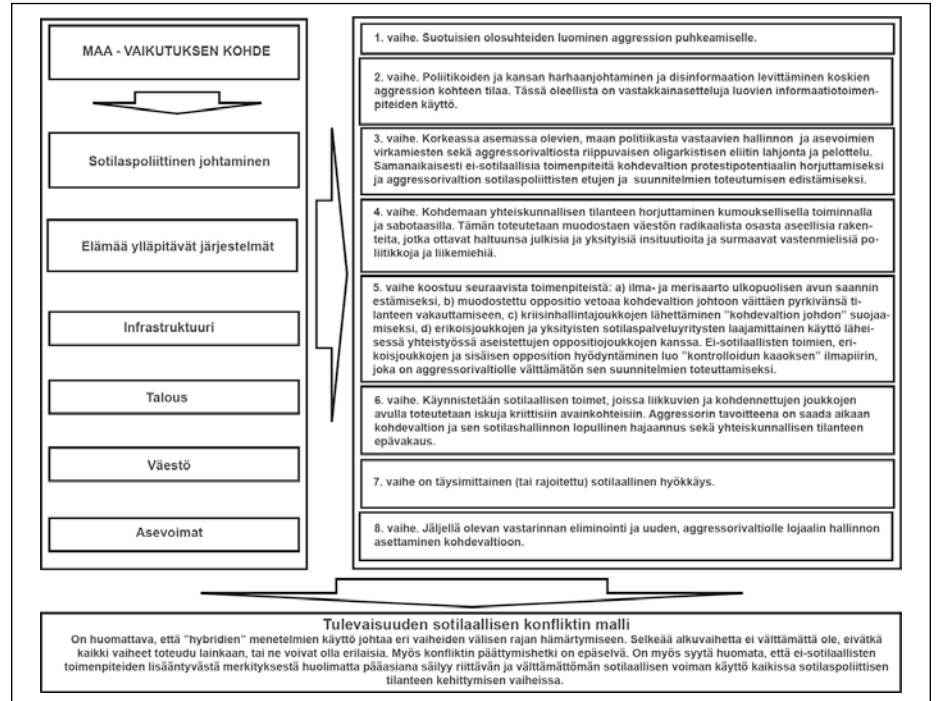 MAA - VAIKUTUKSEN KOHDE
Sotilaspoliittinen johtaminen
Elämää ylläpitävät järjestelmät
Infrastruktuuri
Talous
Väestö
Asevoimat
1. vaihe. Suotuisien olosuhteiden luominen aggression puhkeamiselle.
2. vaihe. Poliitikoiden ja kansan harhaanjohtaminen ja disinformaation levittäminen koskien
aggression kohteen tilaa. Tässä oleellista on vastakkainasetteluja luovien informaatiotoimen-
piteiden käyttö.
3. vaihe. Korkeassa asemassa olevien, maan politiikasta vastaavien hallinnon ja asevoimien
virkamiesten sekä aggressorivaltiosta riippuvaisen oligarkistisen eliitin lahjonta ja pelottelu.
Samanaikaisesti ei-sotilaallisia toimenpiteitä kohdevaltion protestipotentiaalin horjuttamiseksi
ja aggressorivaltion sotilaspoliittisten etujen ja suunnitelmien toteutumisen edistämiseksi.
4. vaihe. Kohdemaan yhteiskunnallisen tilanteen horjuttaminen kumouksellisella toiminnalla
ja sabotaasilla. Tämän toteutetaan muodostaen väestön radikaalista osasta aseellisia raken-
teita, jotka ottavat haltuunsa julkisia ja yksityisiä insituutioita ja surmaavat vastenmielisiä po-
liitikkoja ja liikemiehiä.
5. vaihe koostuu seuraavista toimenpiteistä: a) ilma- ja merisaarto ulkopuolisen avun saannin
estämiseksi, b) muodostettu oppositio vetoaa kohdevaltion johtoon väittäen pyrkivänsä ti-
lanteen vakauttamiseen, c) kriisinhallintajoukkojen lähettäminen "kohdevaltion johdon" suojaa-
miseksi, d) erikoisjoukkojen ja yksityisten sotilaspalveluyritysten laajamittainen käyttö lähei-
sessä yhteistyössä aseistettujen oppositiojoukkojen kanssa. Ei-sotilaallisten toimien, eri-
koisjoukkojen ja sisäisen opposition hyödyntäminen luo "kontrolloidun kaaoksen" ilmapiirin,
joka on aggressorivaltiolle välttämätön sen suunnitelmien toteuttamiseksi.
6. vaihe. Käynnistetään sotilaalliset toimet, joissa liikkuvien ja kohdennettujen joukkojen
avulla toteutetaan iskuja kriittisiin avainkohteisiin. Aggressorin tavoitteena on saada aikaan
kohdevaltion ja sen sotilashallinnon lopullinen hajaannus sekä yhteiskunnallisen tilanteen
epävakaus.
7. vaihe on täysimittainen (tai rajoitettu) sotilaallinen hyökkäys.
8. vaihe. Jäljellä olevan vastarinnan eliminointi ja uuden, aggressorivaltiolle lojaalin hallinnon
asettaminen kohdevaltioon.
Tulevaisuuden sotilaallisen konfliktin malli
On huomattava, että "hybridien" menetelmien käyttö johtaa eri vaiheiden välisen rajan hämärtymiseen. Selkeää alkuvaihetta ei välttämättä ole, eivätkä
kaikki vaiheet toteudu lainkaan, tai ne voivat olla erilaisia. Myös konfliktin päättymishetki on epäselvä. On myös syytä huomata, että ei-sotilaallisten
toimenpiteiden lisääntyvästä merkityksestä huolimatta pääasiana säilyy riittävän ja välttämättömän sotilaallisen voiman käyttö kaikissa sotilaspoliittisen
tilanteen kehittymisen vaiheissa.